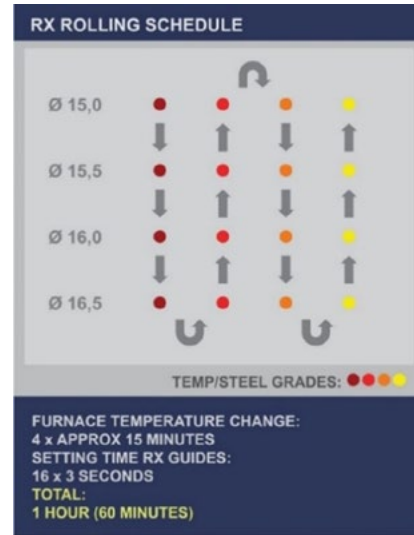 RX ROLLING SCHEDULE
Ø 15,0
Ø 15,5
Ø 16,0
Ø 16,5
TEMP/STEEL GRADES:
FURNACE TEMPERATURE CHANGE:
4 x APPROX 15 MINUTES
SETTING TIME RX GUIDES:
16 x 3 SECONDS
TOTAL:
1 HOUR (60 MINUTES)